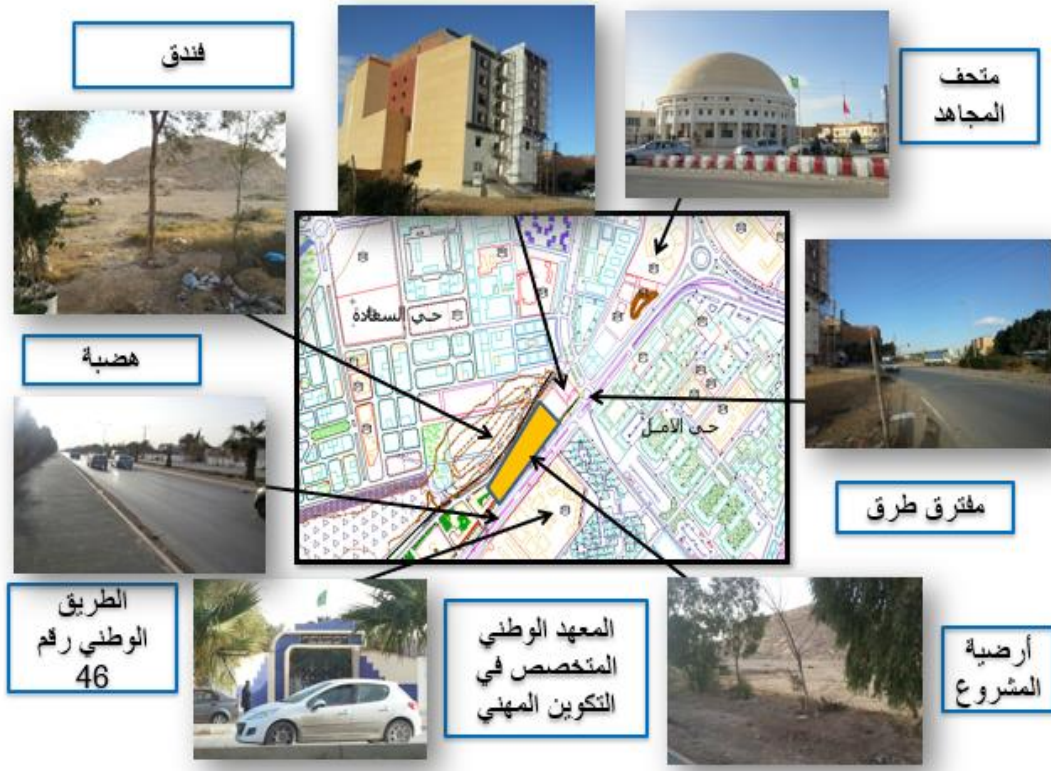 فندق
متحف
المجاهد
حي السعادة
هضبة
حي الامل
مفترق طرق
الطريق
الوطني رقم
46
المعهد الوطني
المتخصص في
التكوين المهني
أرضية
المشروع